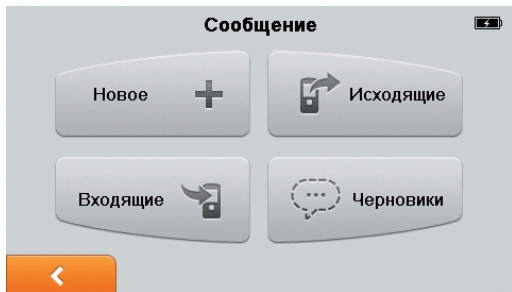 Сообщение
Новое
Исходящие
Входящие
Черновики